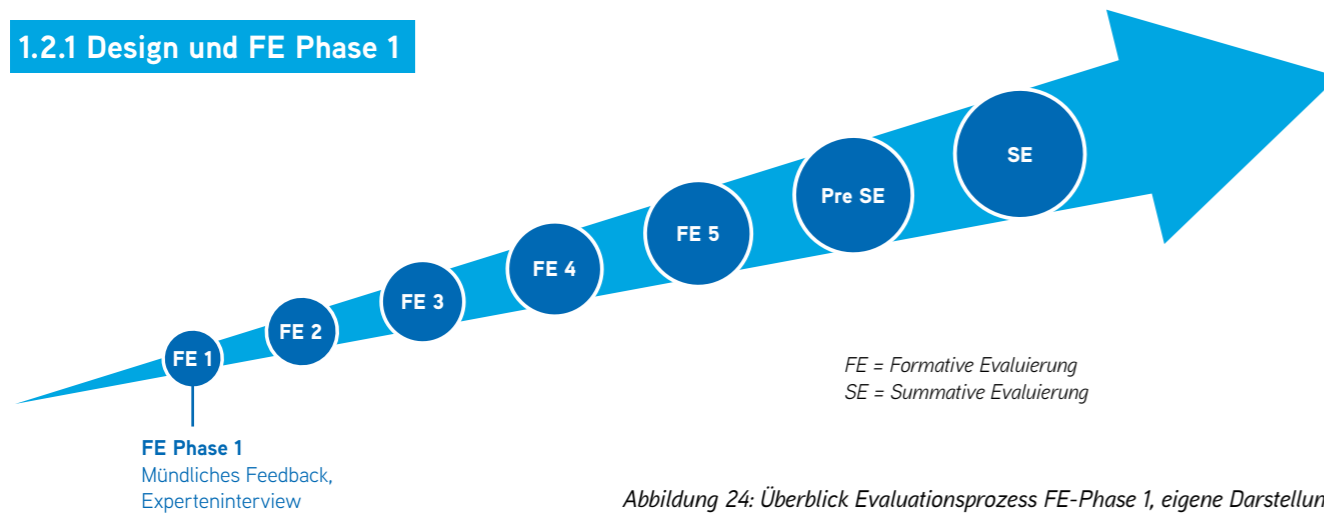 1.2.1 Design und FE Phase 1
SE
Pre SE
FE 5
FE 4
FE 3
FE 2
FE 1
FE = Formative Evaluierung
SE = Summative Evaluierung
FE Phase 1
Mündliches Feedback,
Experteninterview
Abbildung 24: Überblick Evaluationsprozess FE-Phase 1, eigene Darstellun